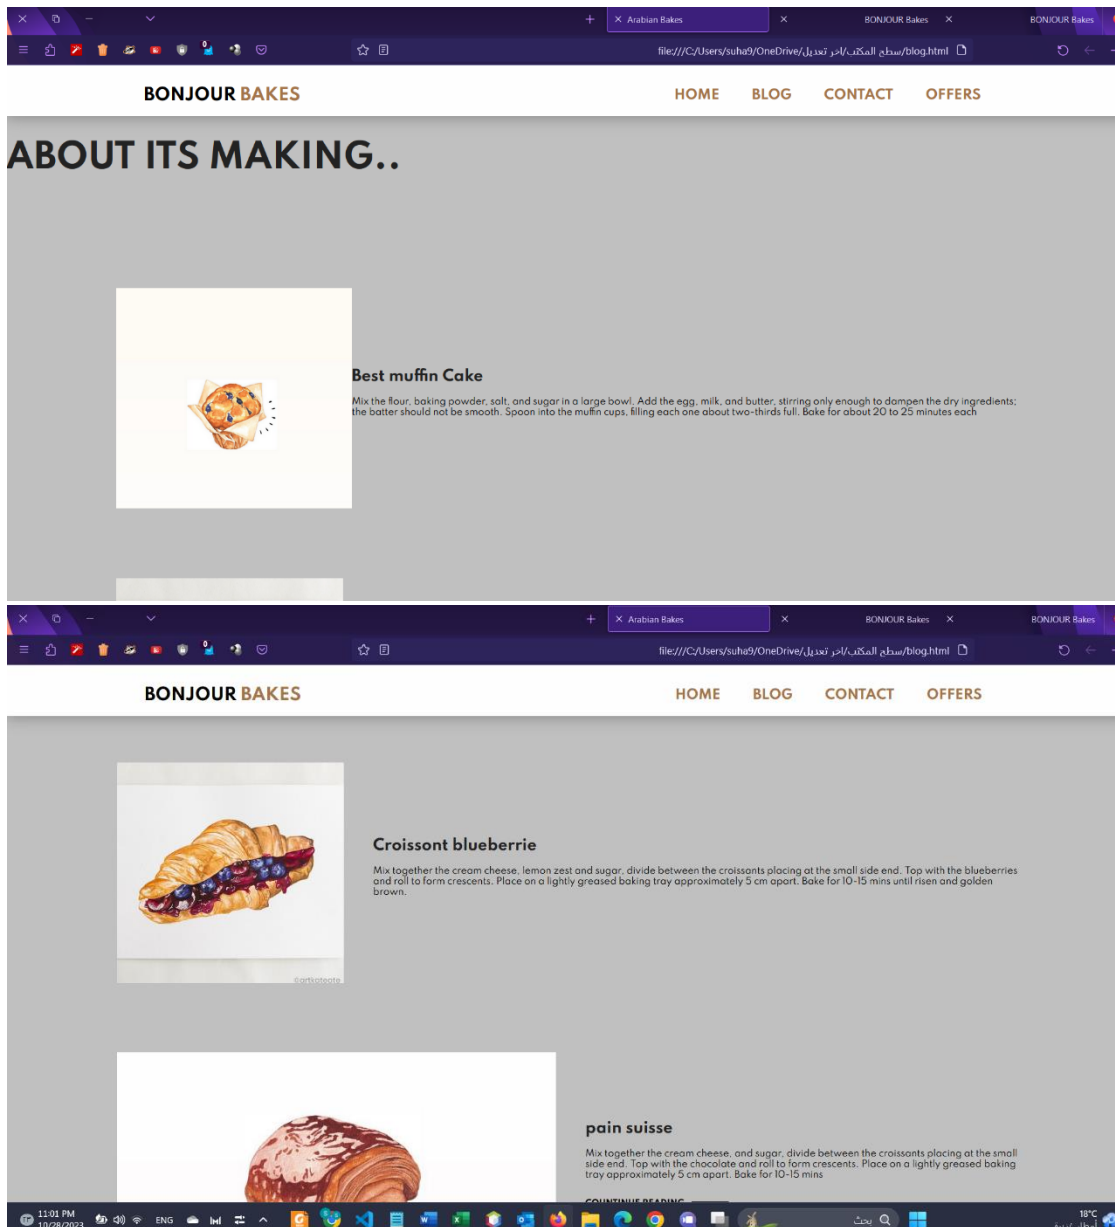 Arabian Bakes
BONJOUR Bakes
BONJOUR Bakes
file:///C:/Users/suha9/OneDrive/سطح المكتب/اخر تعديل/blog.html
BONJOUR BAKES
HOME BLOG CONTACT OFFERS
ABOUT ITS MAKING..
Best muffin Cake
Mix the flour, baking powder, salt, and sugar in a large bowl. Add the egg, milk, and butter, stirring only enough to dampen the dry ingredients;
the batter should not be smooth. Spoon into the muffin cups, filling each one about two-thirds full. Bake for about 20 to 25 minutes each
Arabian Bakes
BONJOUR Bakes
BONJOUR Bakes
file:///C:/Users/suha9/OneDrive/سطح المكتب/اخر تعديل/blog.html
BONJOUR BAKES
HOME BLOG CONTACT OFFERS
Croissont blueberrie
Mix together the cream cheese, lemon zest and sugar, divide between the croissants placing at the small side end. Top with the blueberries
and roll to form crescents. Place on a lightly greased baking tray approximately 5 cm apart. Bake for 10-15 mins until risen and golden
brown.
©artkateate
pain suisse
Mix together the cream cheese, and sugar, divide between the croissants placing at the small
side end. Top with the chocolate and roll to form crescents. Place on a lightly greased baking
tray approximately 5 cm apart. Bake for 10-15 mins
COUNTINUE READING
11:01 PM
10/28/2023
ENG
بحث
18°C